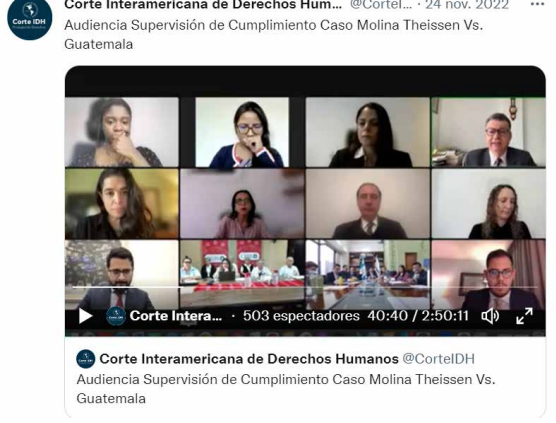 Corte Interamericana de Derechos Hum... @CorteI... · 24 nov. 2022 ...
Corte IDH
Audiencia Supervisión de Cumplimiento Caso Molina Theissen Vs.
Guatemala
Corte Intera... · 503 espectadores 40:40 / 2:50:11
Corte Interamericana de Derechos Humanos @CorteIDH
Audiencia Supervisión de Cumplimiento Caso Molina Theissen Vs.
Guatemala